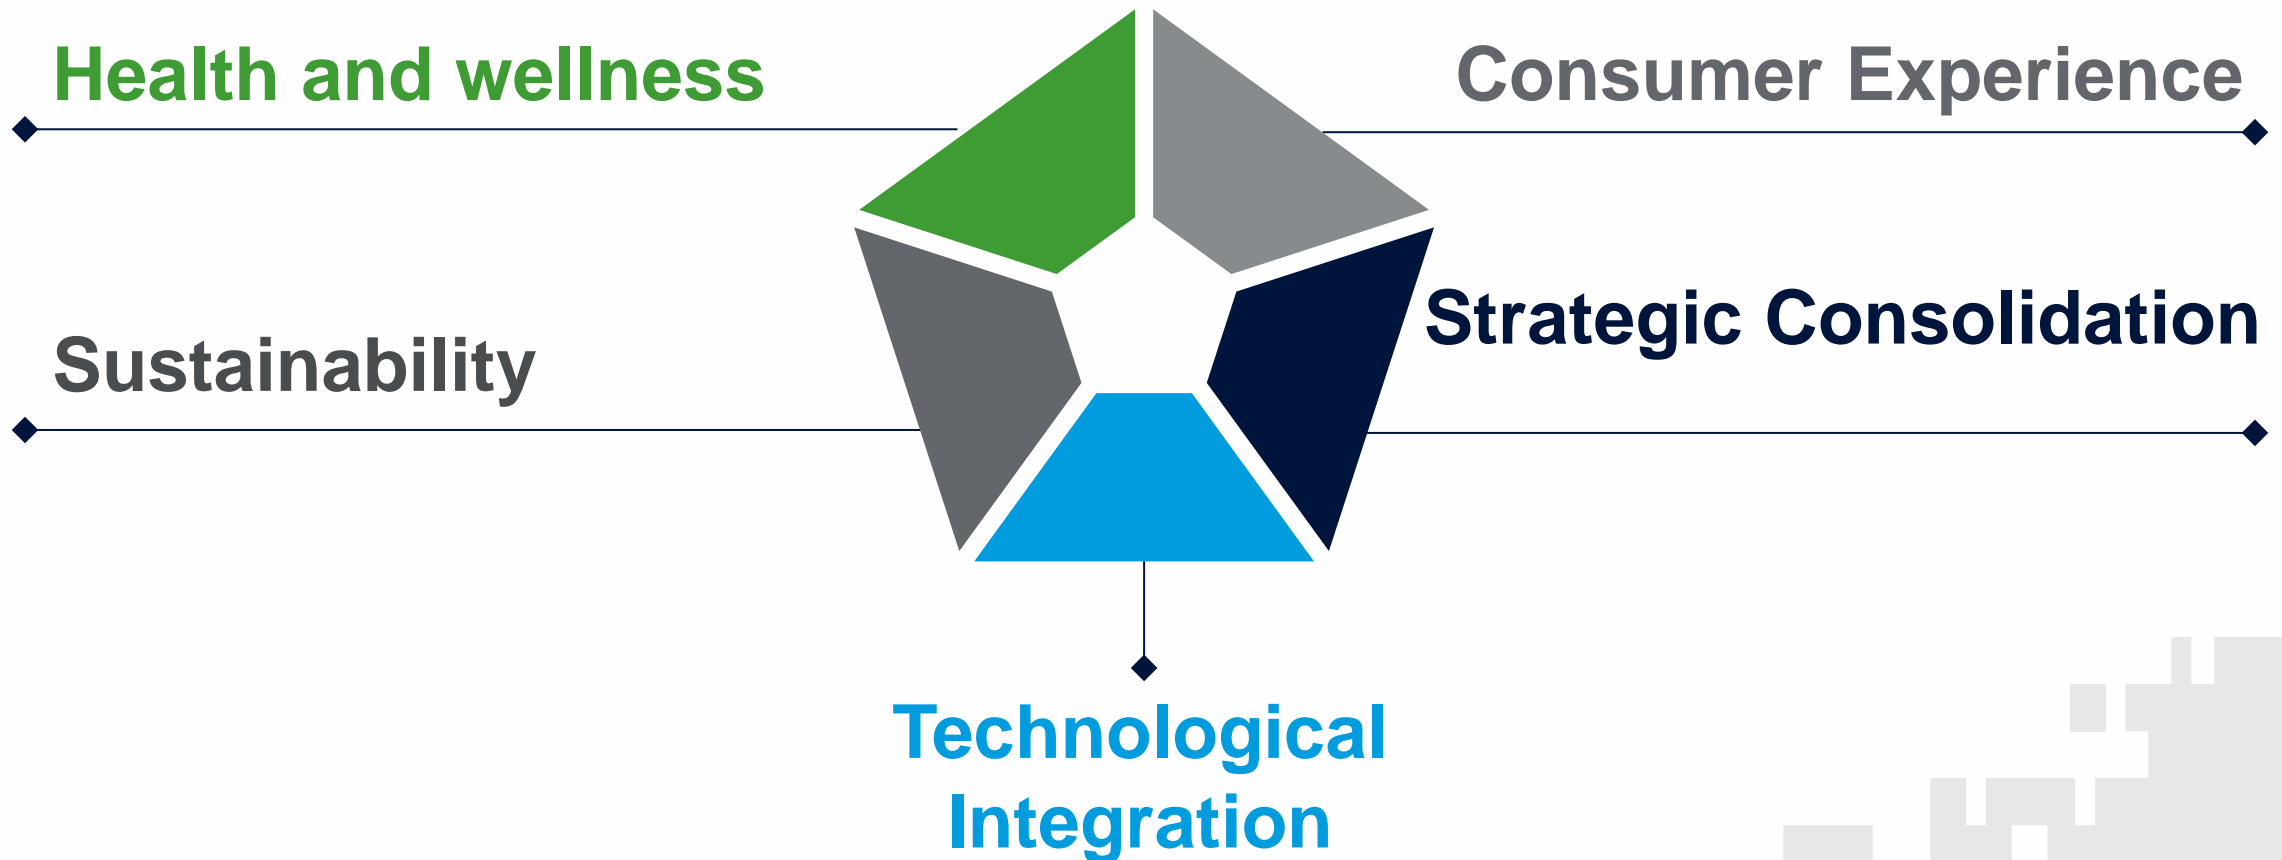 Health and wellness
Consumer Experience
Strategic Consolidation
Sustainability
Technological
Integration